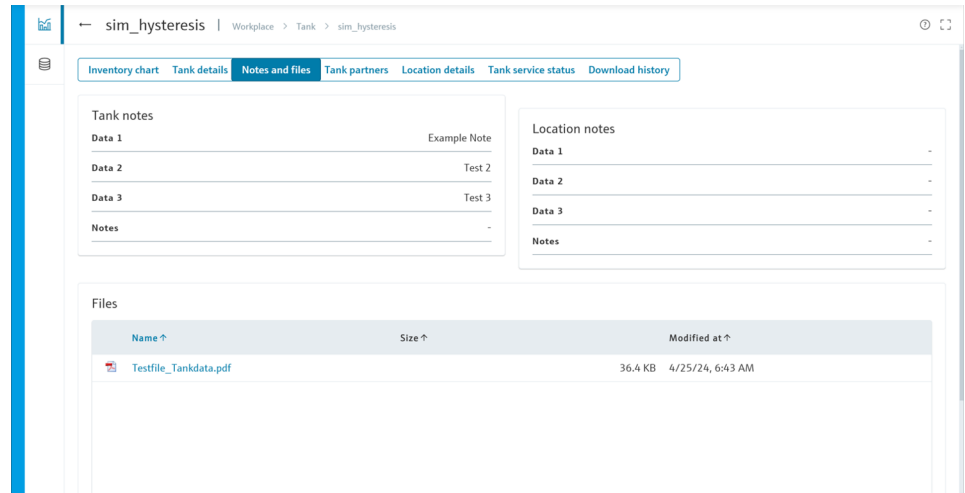 ← sim_hysteresis | Workplace > Tank > sim_hysteresis
Inventory chart Tank details Notes and files Tank partners Location details Tank service status Download history
Tank notes
Data 1 Example Note
Data 2 Test 2
Data 3 Test 3
Notes -
Location notes
Data 1 -
Data 2 -
Data 3 -
Notes -
Files
Name↑ Size↑ Modified at↑
Testfile_Tankdata.pdf 36.4 KB 4/25/24, 6:43 AM